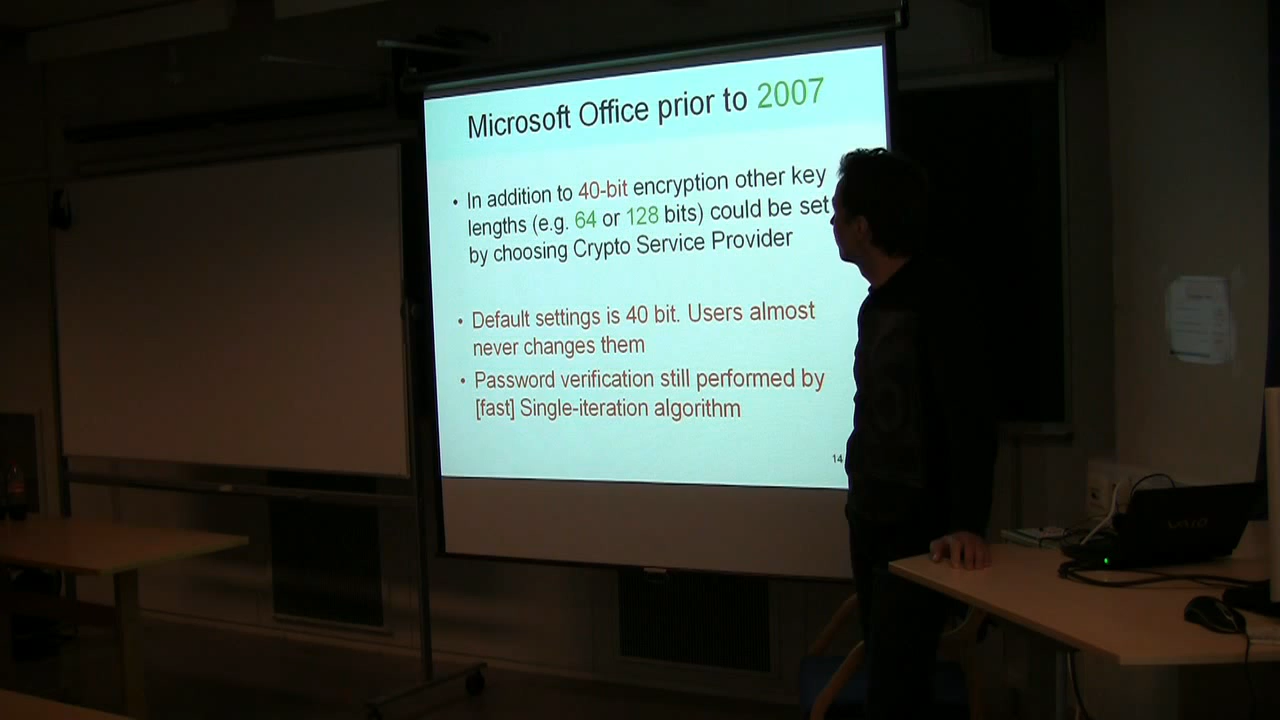 Microsoft Office prior to 2007
• In addition to 40-bit encryption other key
lengths (e.g. 64 or 128 bits) could be set
by choosing Crypto Service Provider
• Default settings is 40 bit. Users almost
never changes them
• Password verification still performed by
[fast] Single-iteration algorithm
14
VAIO